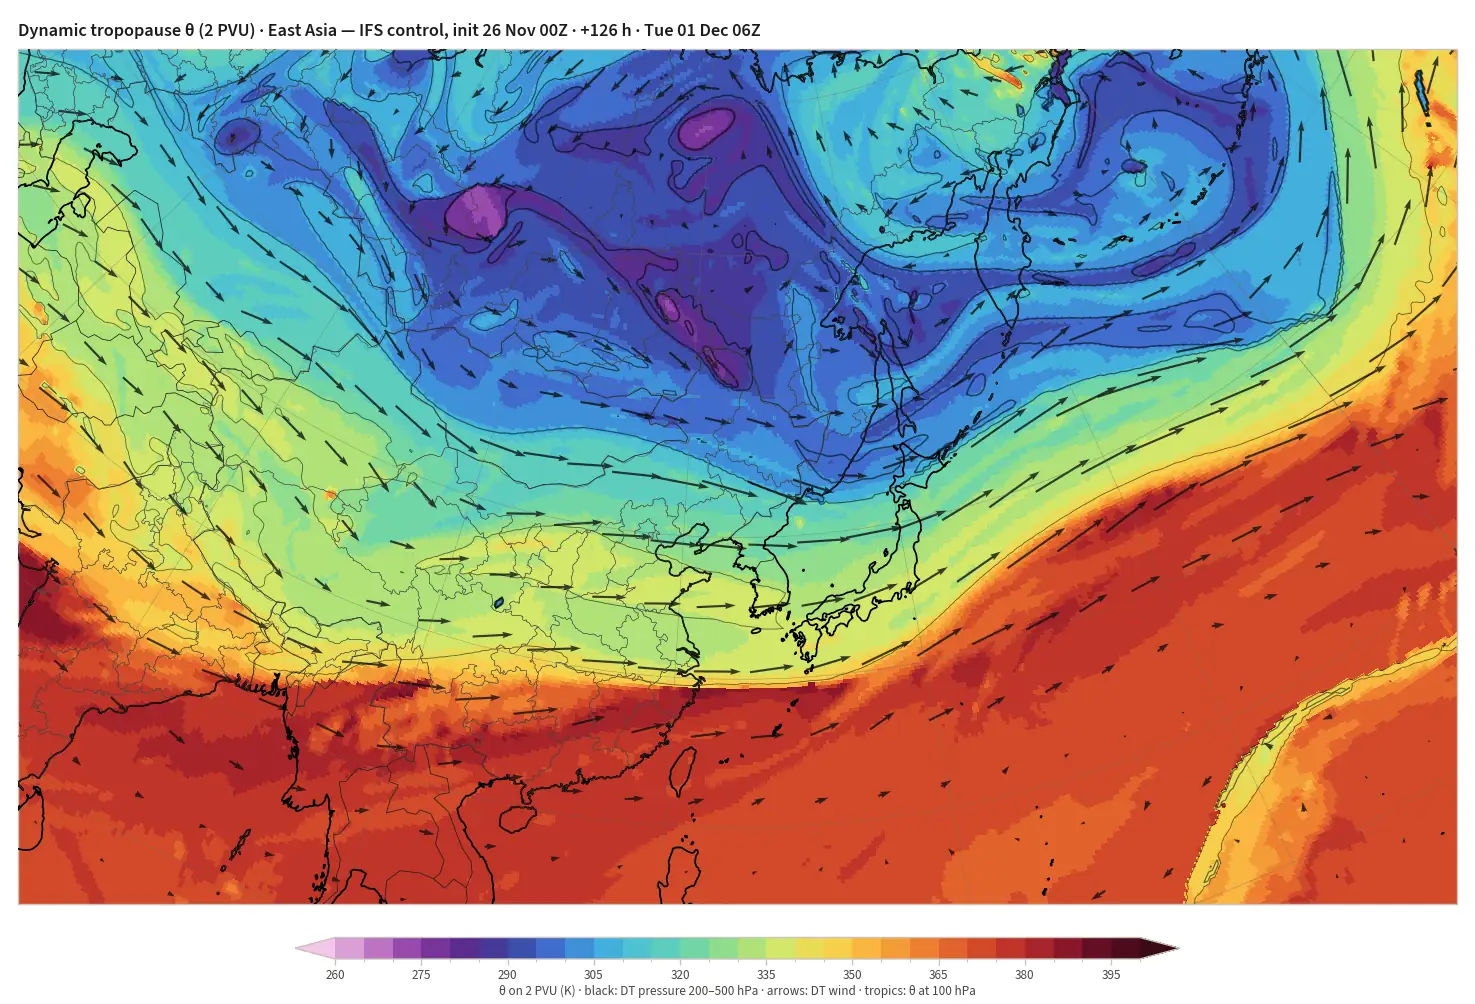 Dynamic tropopause θ (2 PVU) · East Asia — IFS control, init 26 Nov 00Z · +126 h · Tue 01 Dec 06Z
260 275 290 305 320 335 350 365 380 395
θ on 2 PVU (K) · black: DT pressure 200–500 hPa · arrows: DT wind · tropics: θ at 100 hPa